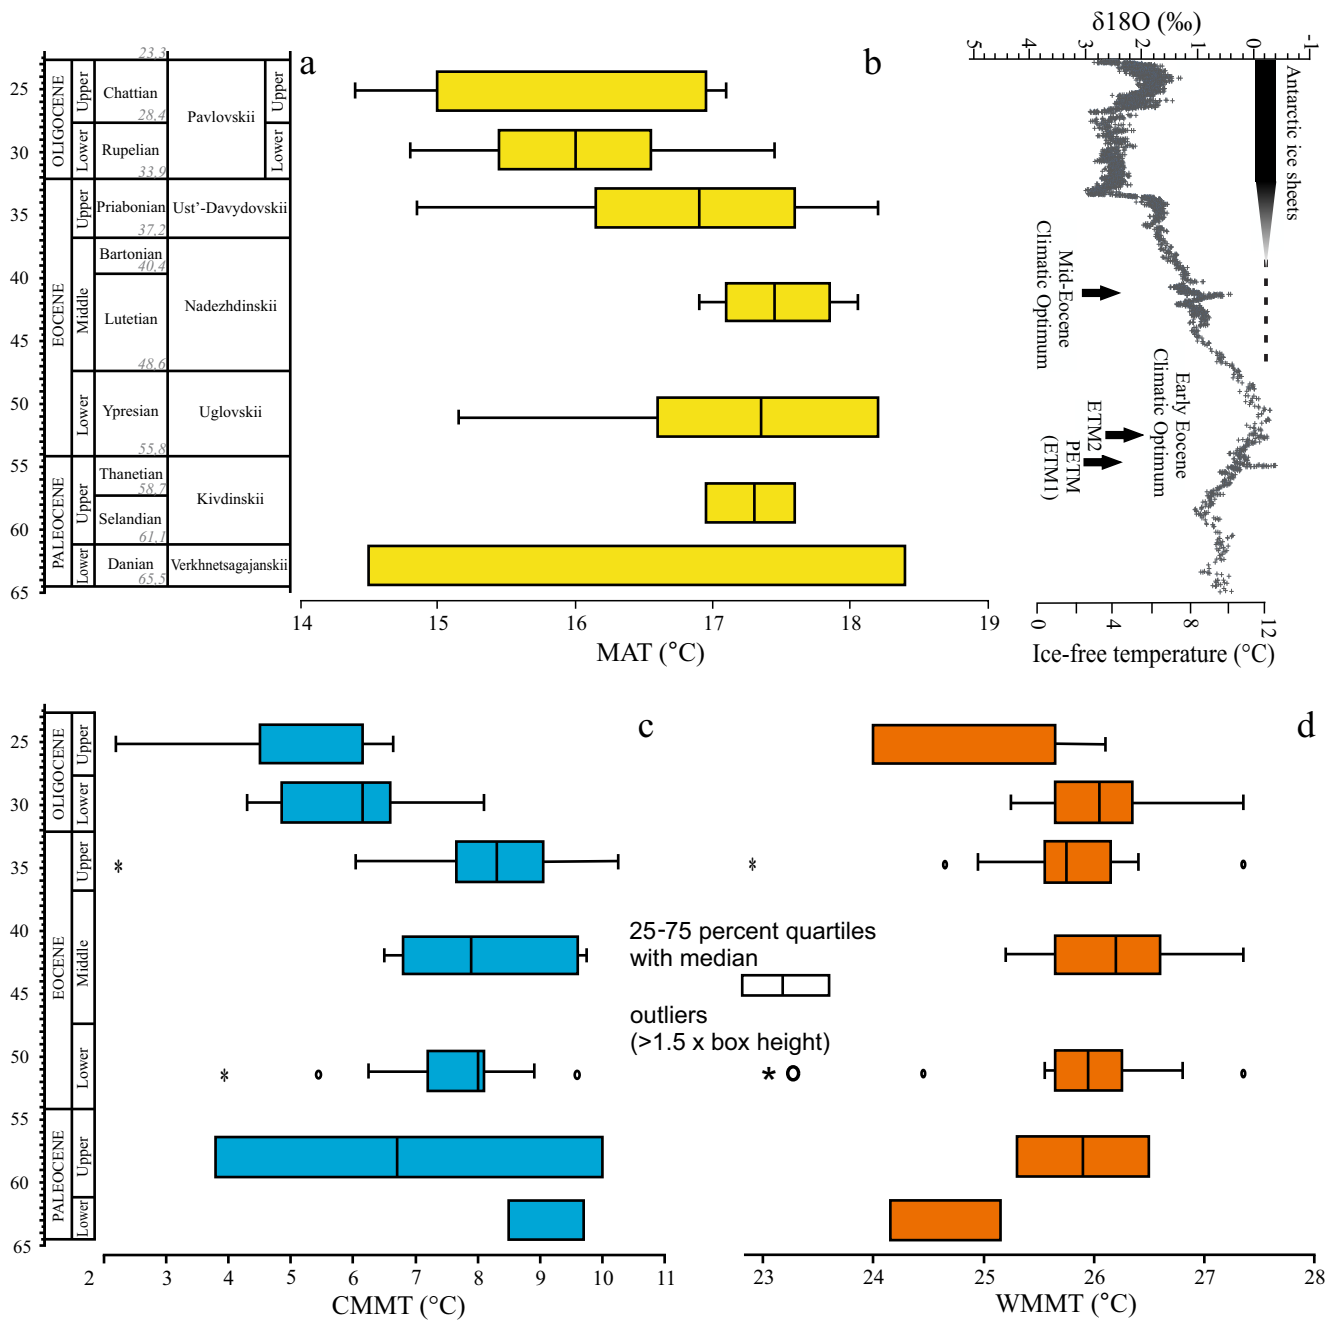 a
23,3
OLIGOCENE
Upper
Chattian
28,4
Pavlovskii
Upper
Lower
Rupelian
33,9
Lower
EOCENE
Upper
Priabonian
37,2
Ust'-Davydovskii
Middle
Bartonian
40,4
Lutetian
48,6
Nadezhdinskii
Lower
Ypresian
55,8
Uglovskii
PALEOCENE
Upper
Thanetian
58,7
Selandian
61,1
Kivdinskii
Lower
Danian
65,5
Verkhnetsagajanskii
25
30
35
40
45
50
55
60
65
14 15 16 17 18 19
MAT (°C)
b
δ18O (‰)
5 4 3 2 1 0 -1
Antarctic ice sheets
Mid-Eocene
Climatic Optimum
Early Eocene
Climatic Optimum
ETM2
PETM
(ETM1)
0 4 8 12
Ice-free temperature (°C)
c
OLIGOCENE
Upper
Lower
EOCENE
Upper
Middle
Lower
PALEOCENE
Upper
Lower
25
30
35
40
45
50
55
60
65
2 3 4 5 6 7 8 9 10 11
CMMT (°C)
25-75 percent quartiles
with median
outliers
(>1.5 x box height)
* o
d
23 24 25 26 27 28
WMMT (°C)